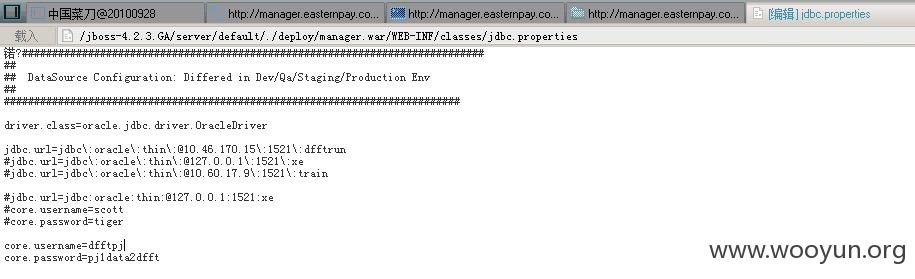 中国菜刀@20100928
http://manager.easternpay.co...
http://manager.easternpay.co...
http://manager.easternpay.co...
[编辑] jdbc.properties
载入
/jboss-4.2.3.GA/server/default/./deploy/manager.war/WEB-INF/classes/jdbc.properties
锘?######################################################################
##
##  DataSource Configuration: Differed in Dev/Qa/Staging/Production Env
##
######################################################################
driver.class=oracle.jdbc.driver.OracleDriver
jdbc.url=jdbc\:oracle\:thin\:@10.46.170.15\:1521\:dfftrun
#jdbc.url=jdbc\:oracle\:thin\:@127.0.0.1\:1521\:xe
#jdbc.url=jdbc\:oracle\:thin\:@10.60.17.9\:1521\:train
#jdbc.url=jdbc:oracle:thin:@127.0.0.1:1521:xe
#core.username=scott
#core.password=tiger
core.username=dfftpj
core.password=pj1data2dfft
www.wooyun.org